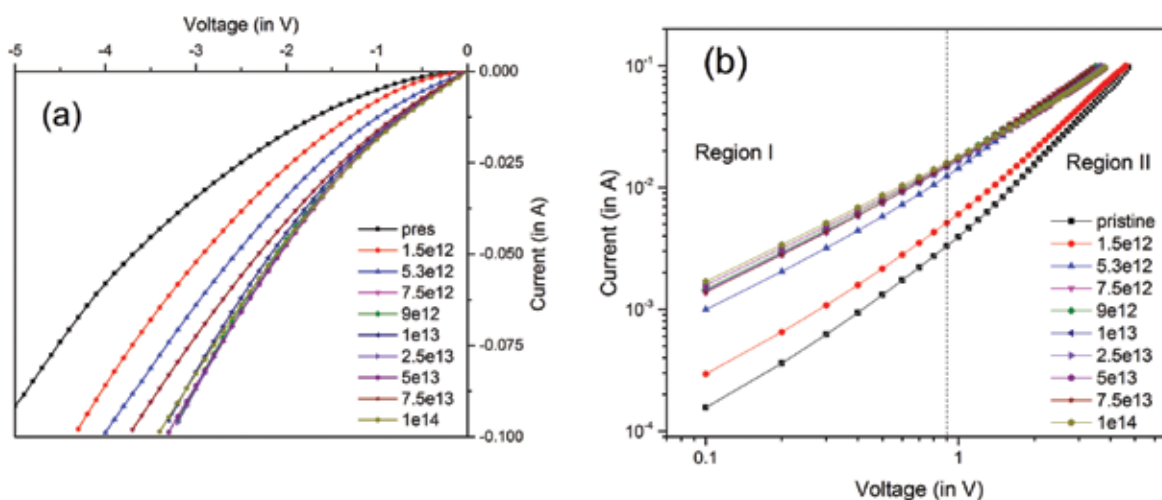 Voltage (in V)
-5 -4 -3 -2 -1 0
0.000
-0.025
-0.050
-0.075
-0.100
Current (in A)
(a)
pres
1.5e12
5.3e12
7.5e12
9e12
1e13
2.5e13
5e13
7.5e13
1e14
(b)
10⁻¹
10⁻²
10⁻³
10⁻⁴
Current (in A)
Region I
Region II
pristine
1.5e12
5.3e12
7.5e12
9e12
1e13
2.5e13
5e13
7.5e13
1e14
0.1 1
Voltage (in V)